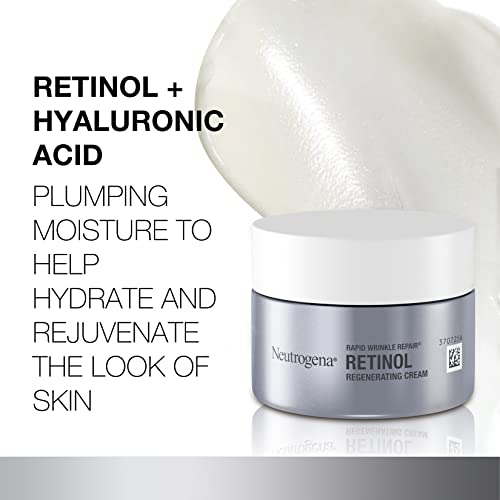 RETINOL +
HYALURONIC
ACID
PLUMPING
MOISTURE TO
HELP
HYDRATE AND
REJUVENATE
THE LOOK OF
SKIN
Neutrogena®
RAPID WRINKLE REPAIR®
RETINOL
REGENERATING CREAM